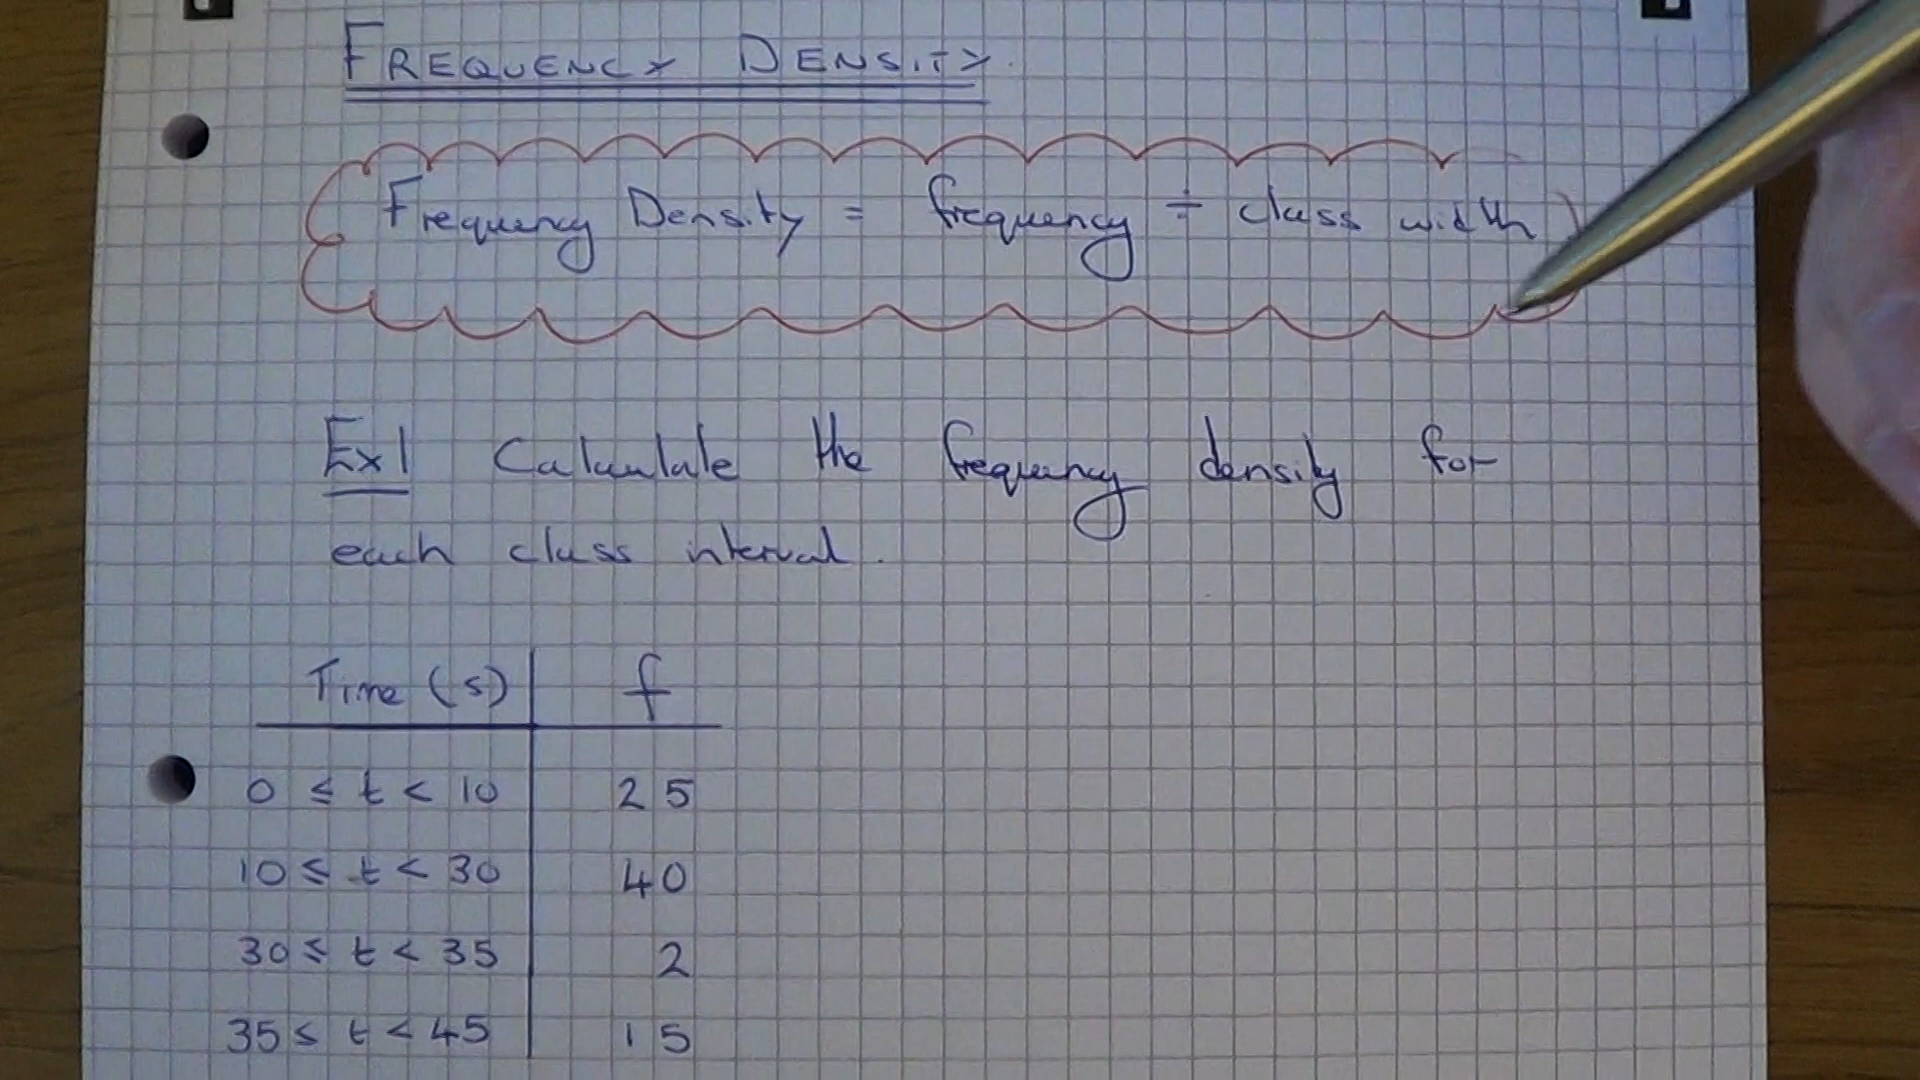 FREQUENCY DENSITY.
Frequency Density = frequency ÷ class width
Ex1 Calculate the frequency density for
each class interval.
Time (s) f
0 ≤ t < 10 25
10 ≤ t < 30 40
30 ≤ t < 35 2
35 ≤ t < 45 15